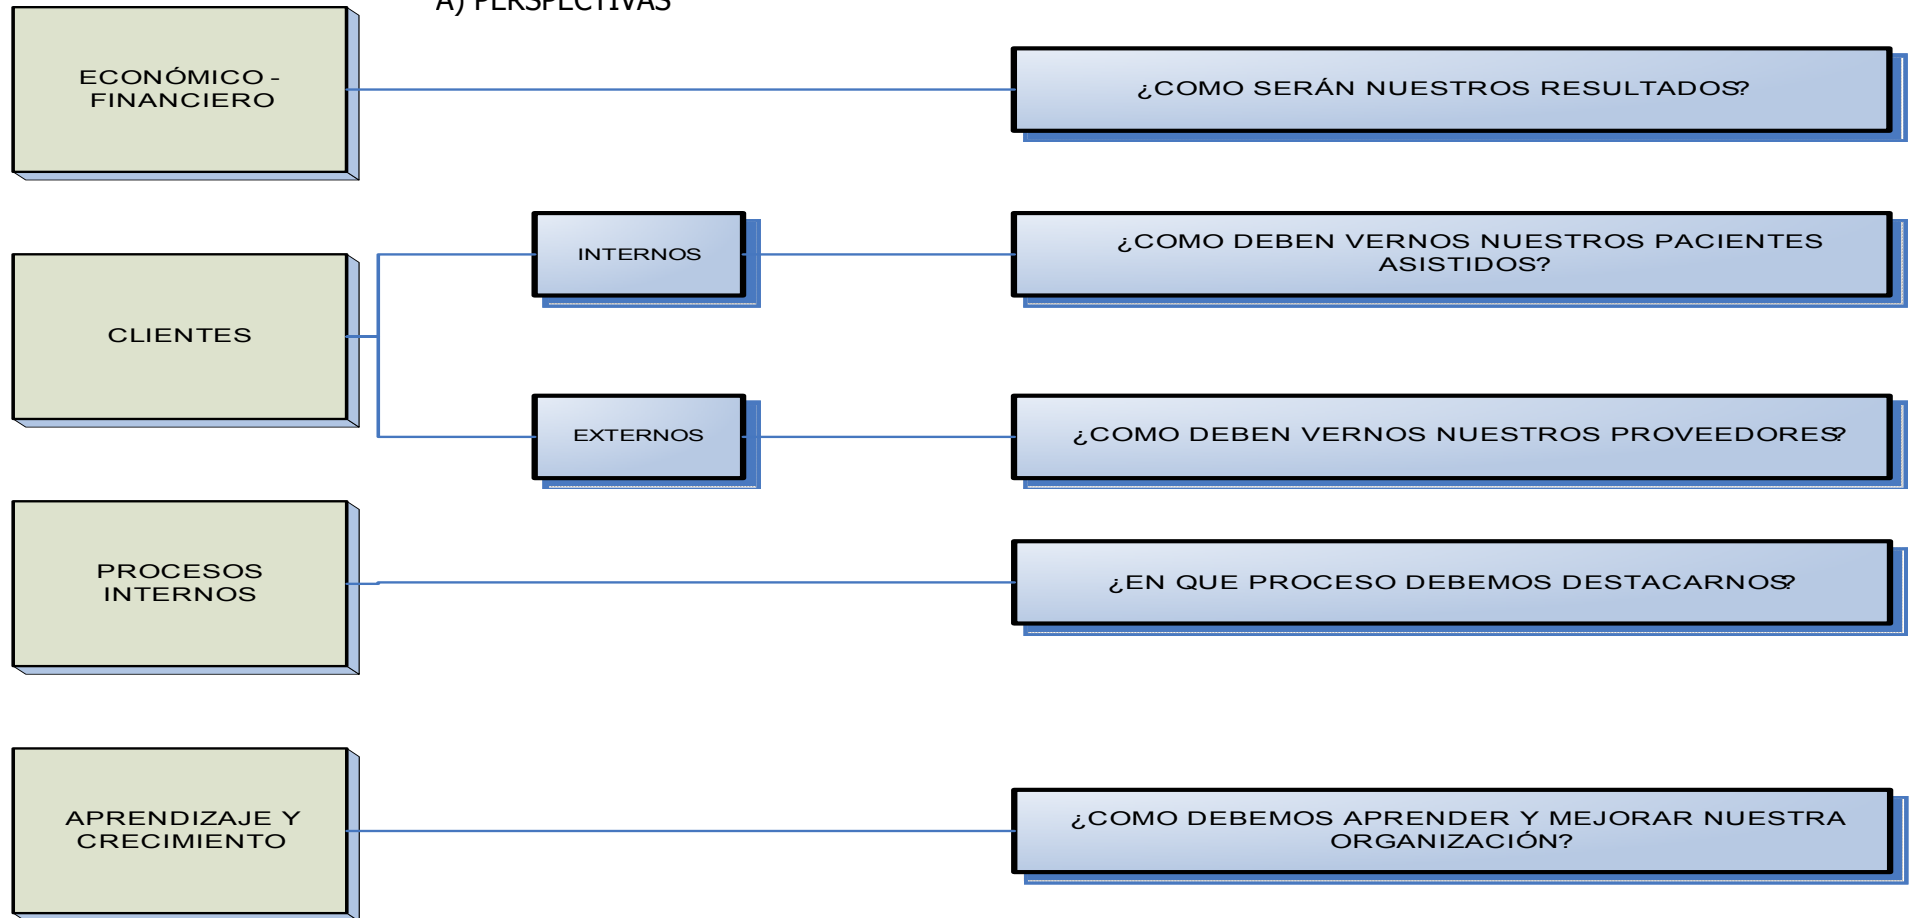 A) PERSPECTIVAS
ECONÓMICO -
FINANCIERO
¿COMO SERÁN NUESTROS RESULTADOS?
CLIENTES
INTERNOS
¿COMO DEBEN VERNOS NUESTROS PACIENTES
ASISTIDOS?
EXTERNOS
¿COMO DEBEN VERNOS NUESTROS PROVEEDORES?
PROCESOS
INTERNOS
¿EN QUE PROCESO DEBEMOS DESTACARNOS?
APRENDIZAJE Y
CRECIMIENTO
¿COMO DEBEMOS APRENDER Y MEJORAR NUESTRA
ORGANIZACIÓN?